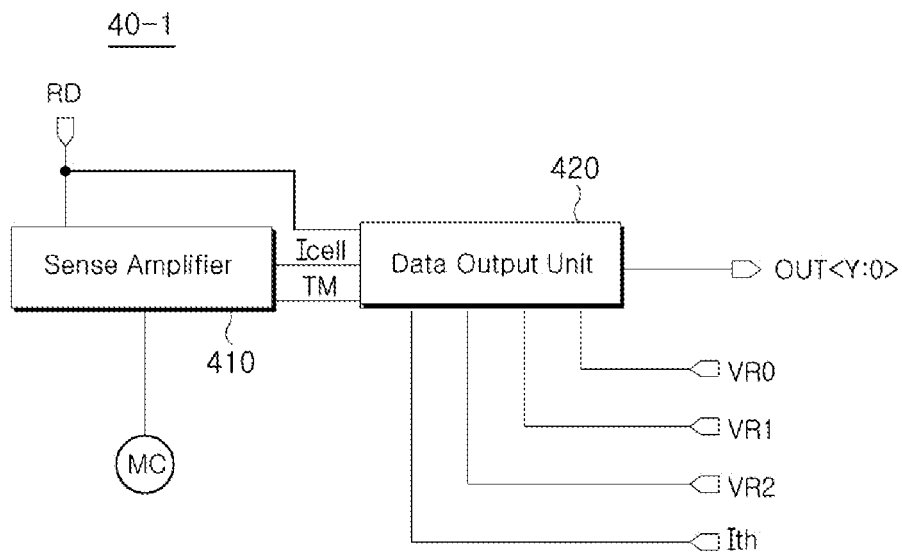 40-1
RD
420
Sense Amplifier
Icell
TM
Data Output Unit
OUT<Y:0>
410
MC
VR0
VR1
VR2
Ith